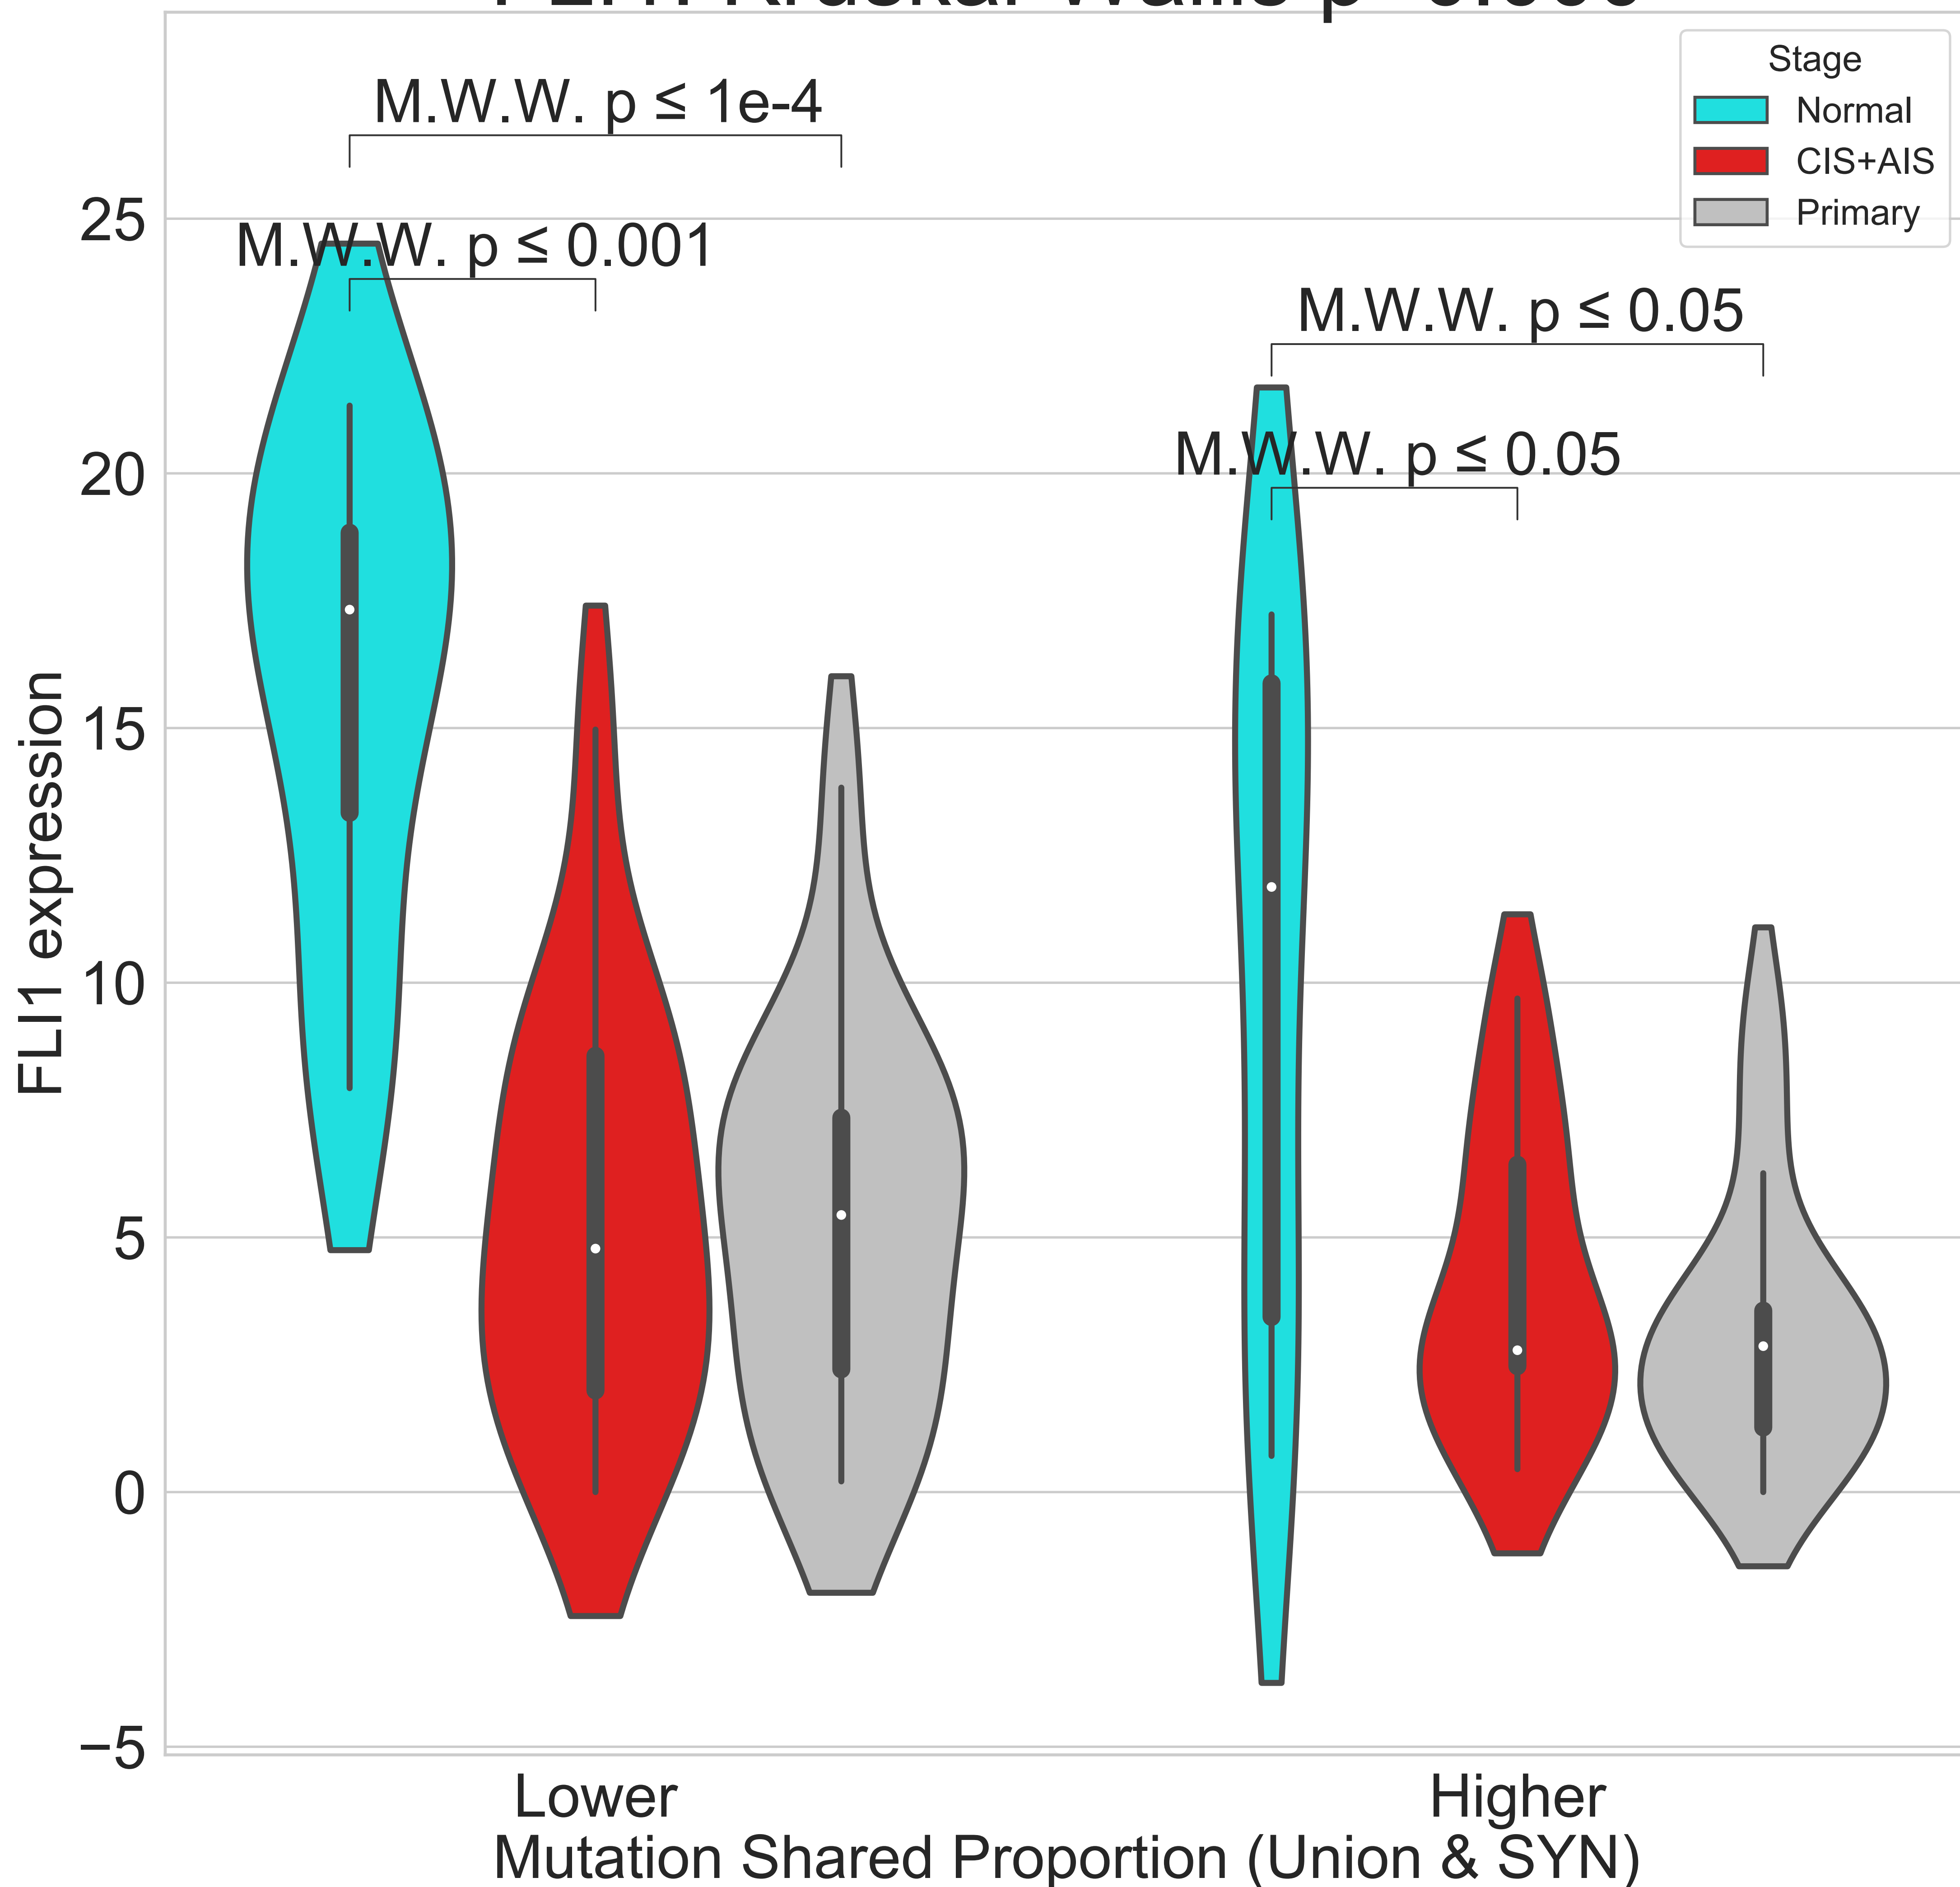 Stage
Normal
CIS+AIS
Primary
M.W.W. p ≤ 1e-4
M.W.W. p ≤ 0.001
M.W.W. p ≤ 0.05
M.W.W. p ≤ 0.05
FLI1 expression
25
20
15
10
5
0
−5
Lower
Higher
Mutation Shared Proportion (Union & SYN)